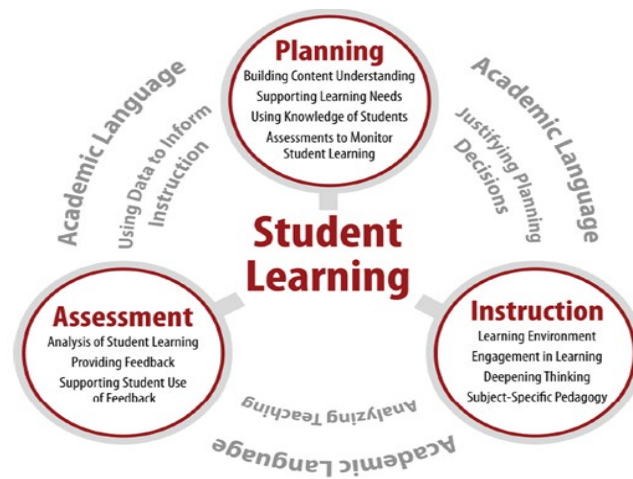 Planning
Building Content Understanding
Supporting Learning Needs
Using Knowledge of Students
Assessments to Monitor
Student Learning
Academic Language
Using Data to Inform
Instruction
Academic Language
Justifying Planning
Decisions
Student
Learning
Assessment
Analysis of Student Learning
Providing Feedback
Supporting Student Use
of Feedback
Instruction
Learning Environment
Engagement in Learning
Deepening Thinking
Subject-Specific Pedagogy
Analyzing Teaching
Academic Language